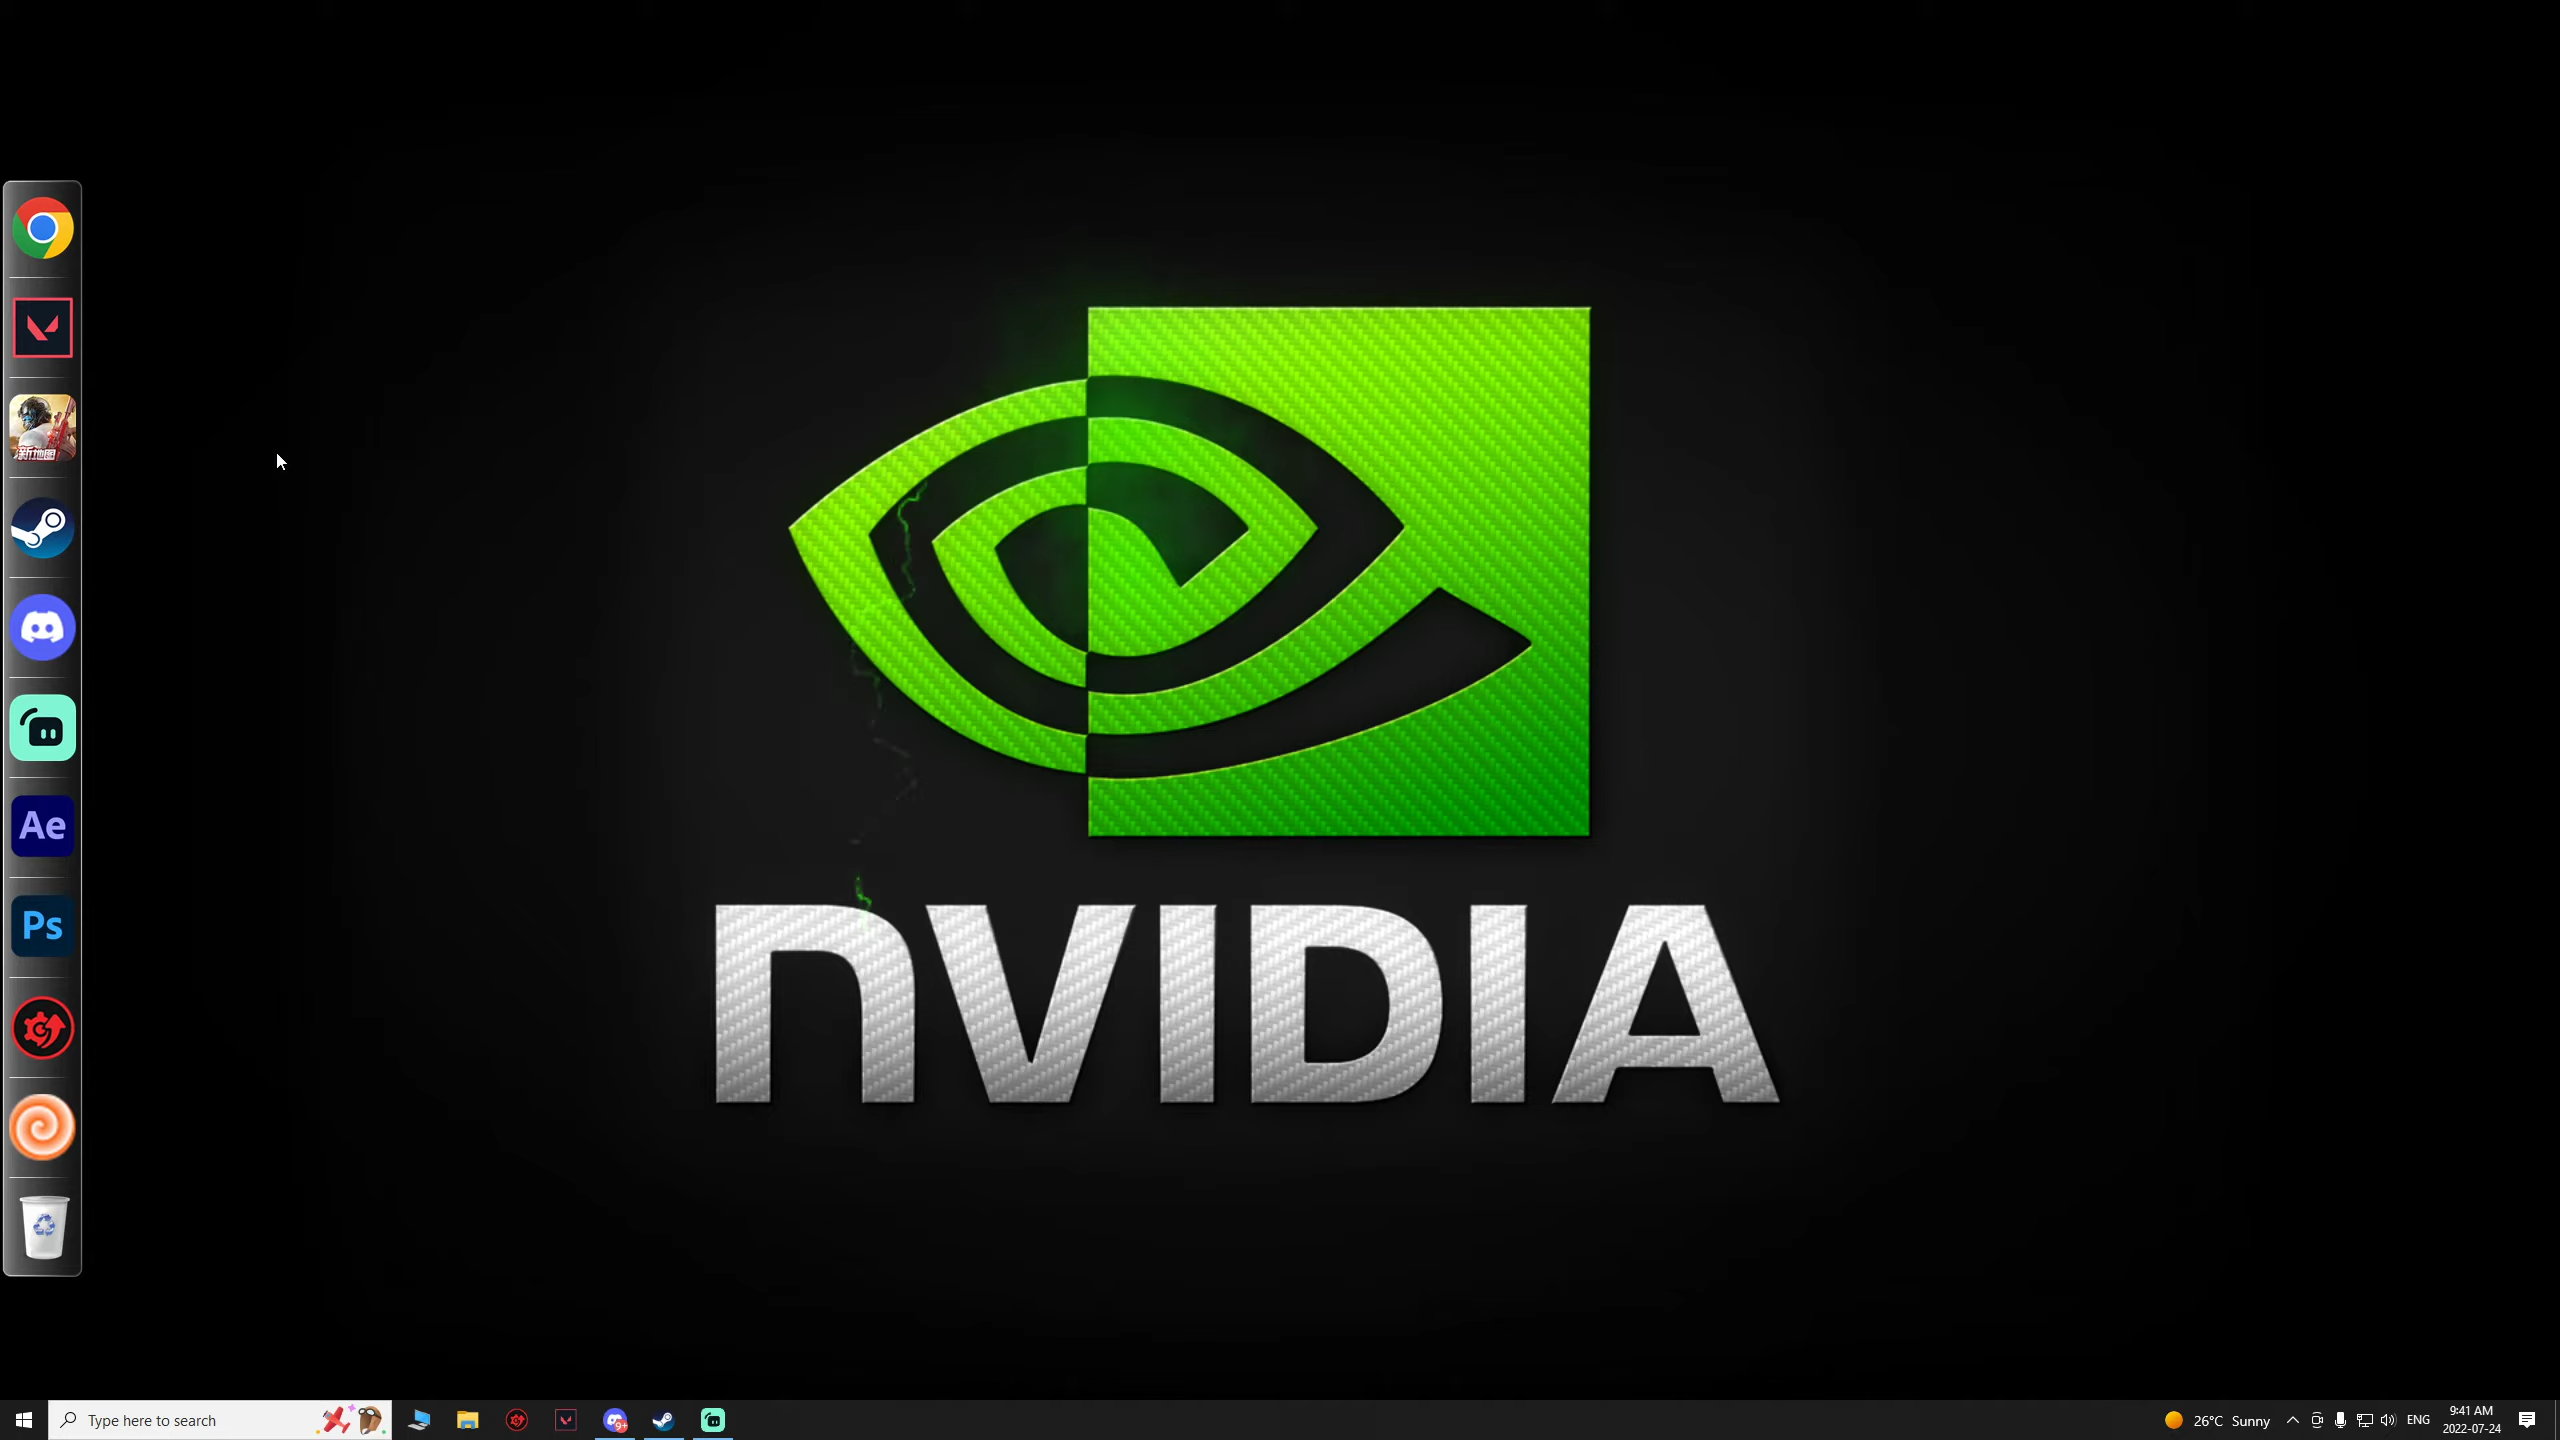 新地图
Ae
Ps
nVIDIA
Type here to search
9+
26°C Sunny
ENG
9:41 AM
2022-07-24